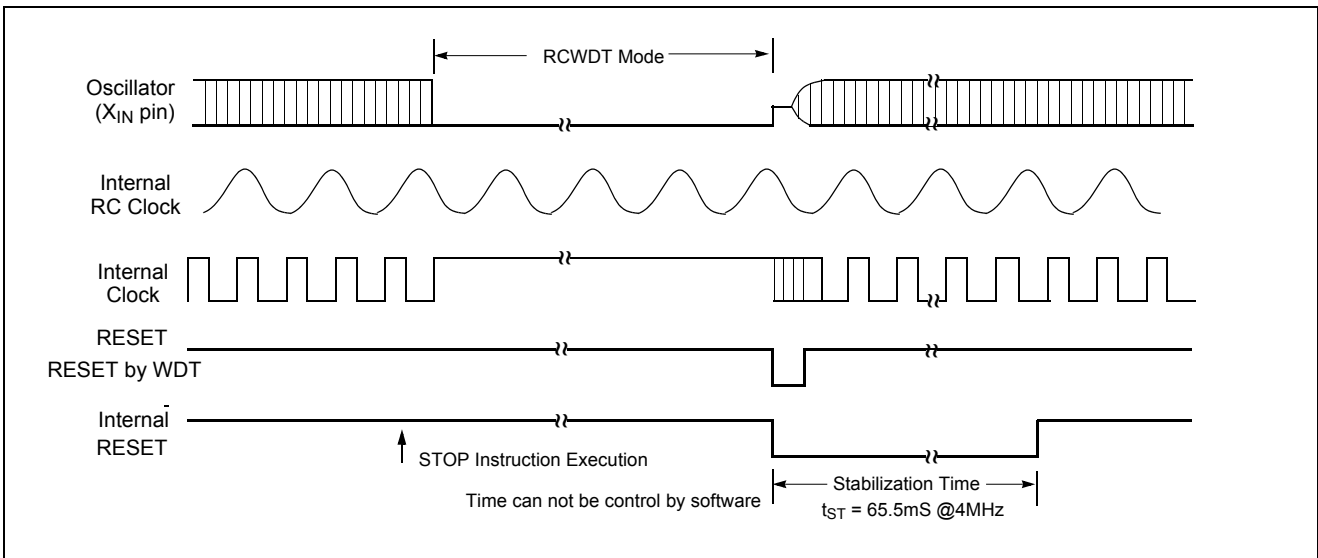 RCWDT Mode
Oscillator
(XIN pin)
Internal
RC Clock
Internal
Clock
RESET
RESET by WDT
Internal
RESET
STOP Instruction Execution
Time can not be control by software
Stabilization Time
tST = 65.5mS @4MHz